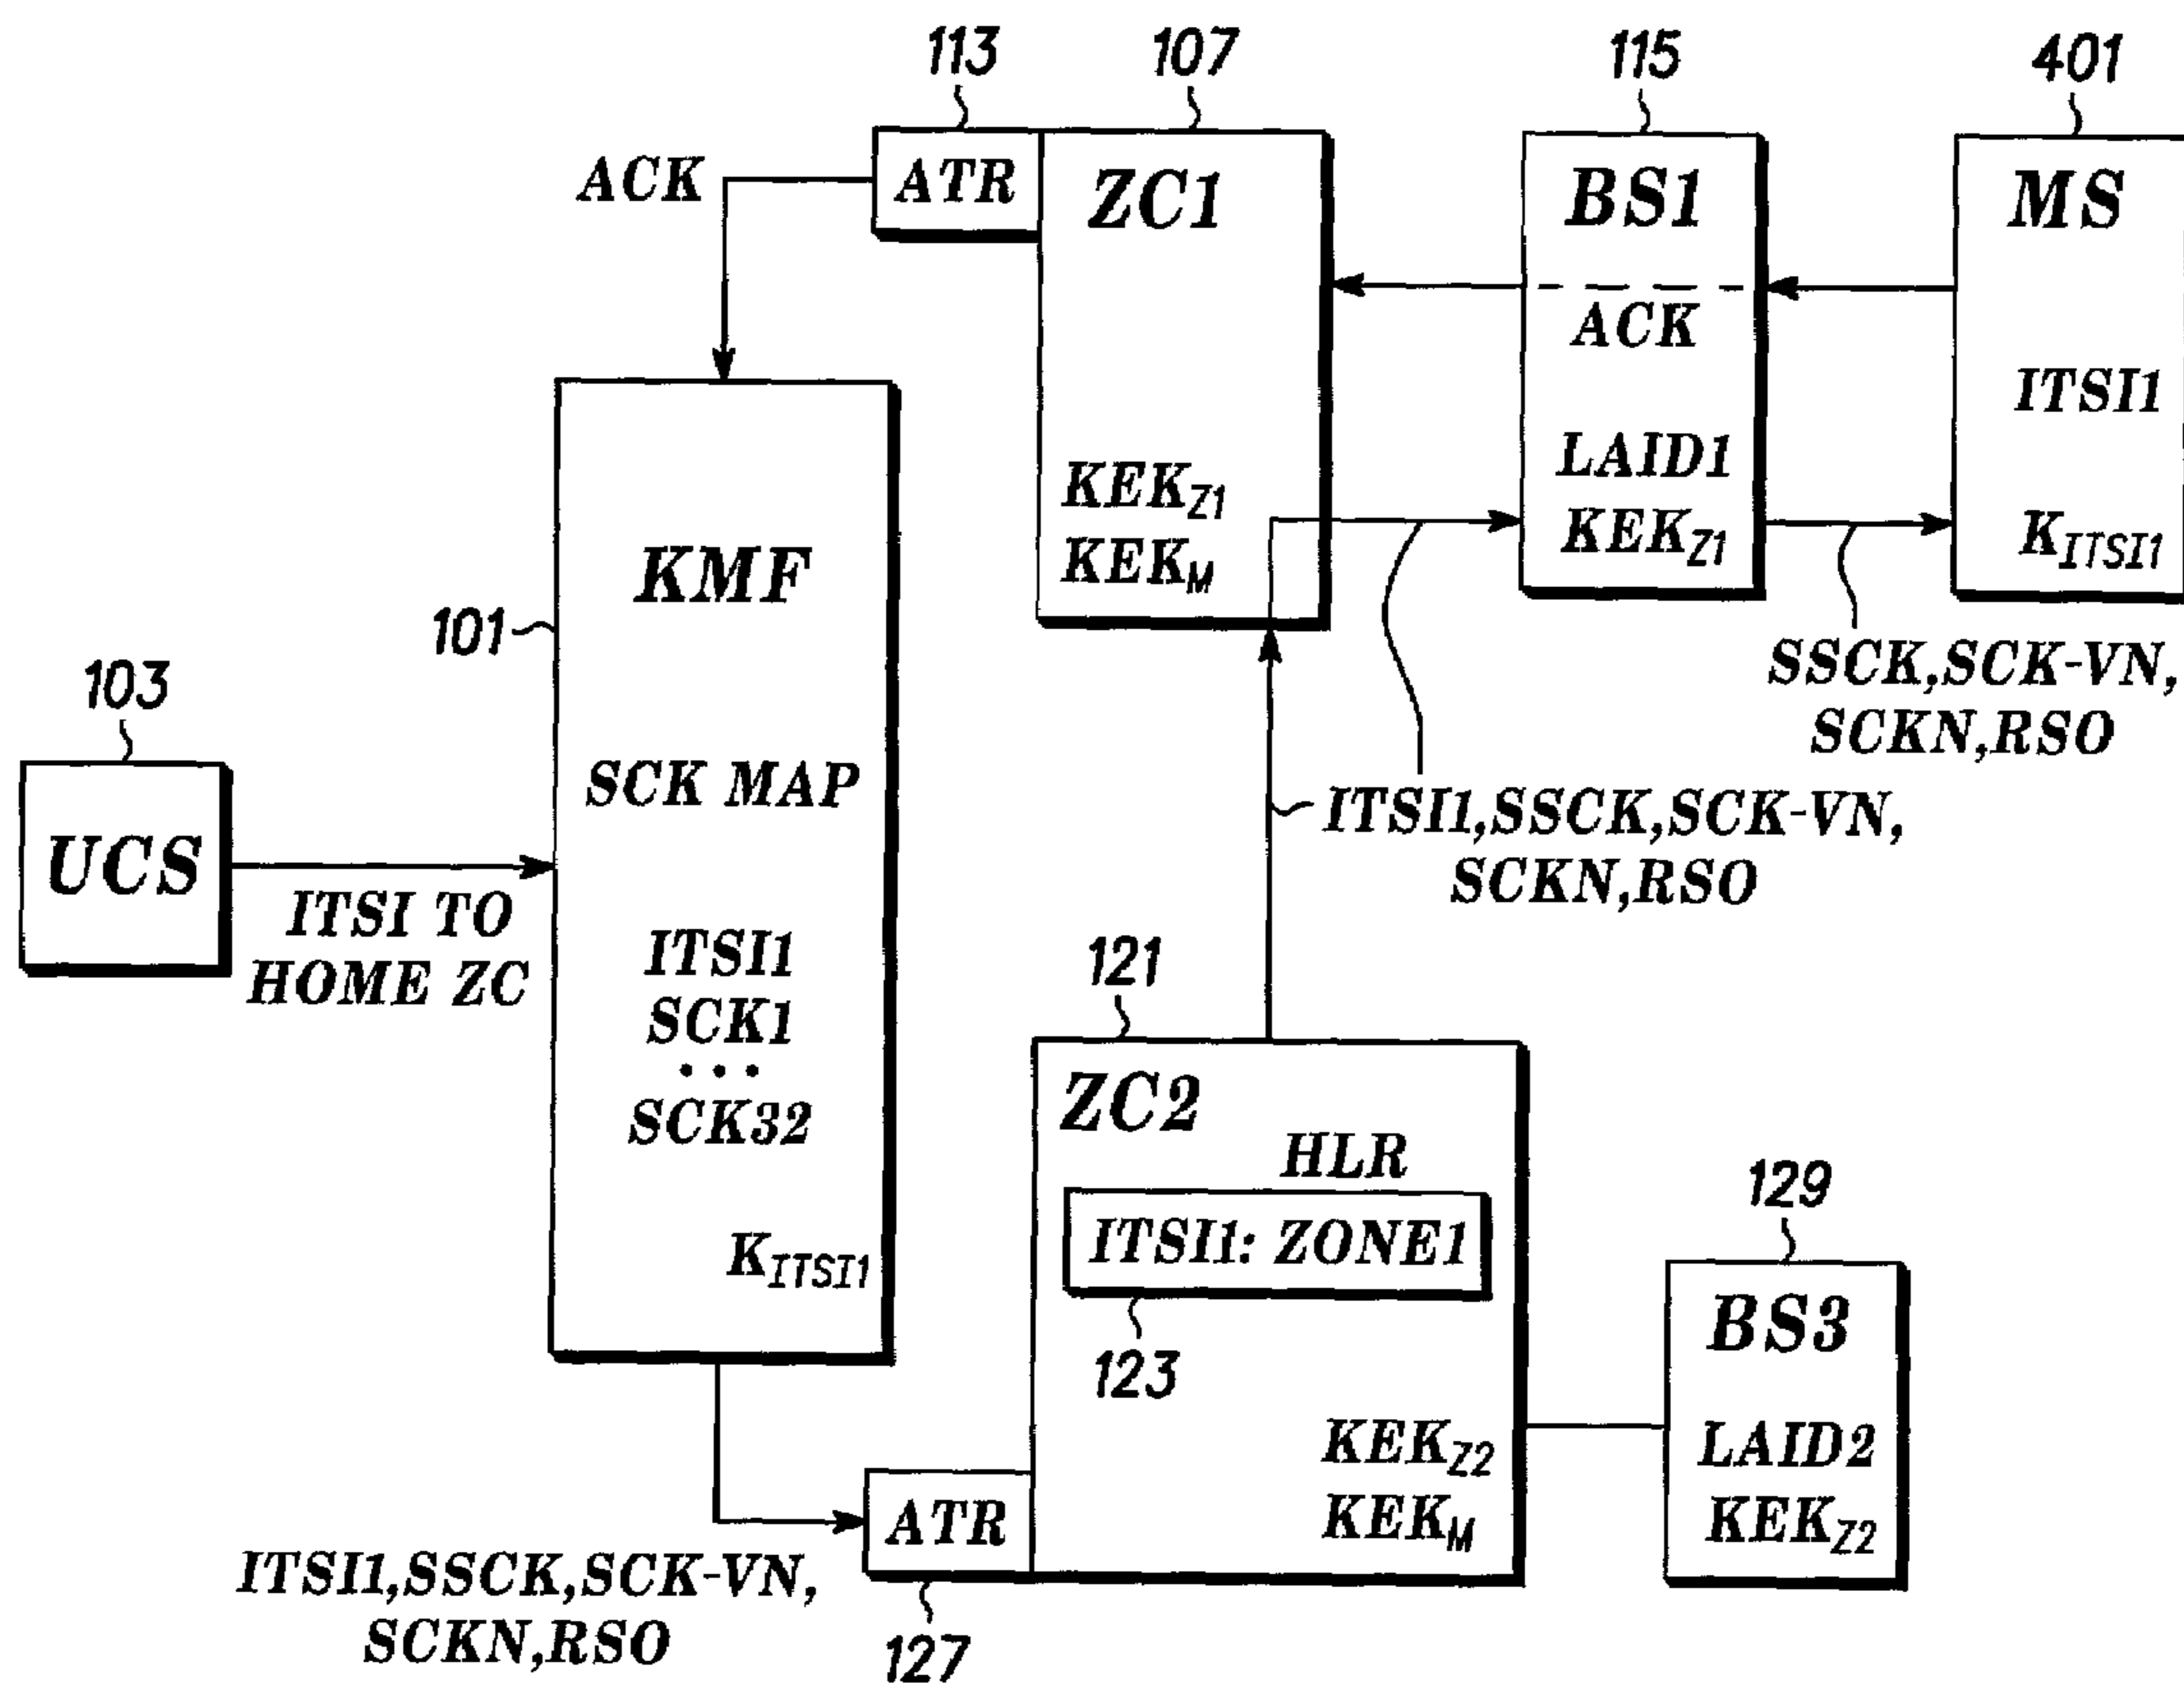 113
107
115
401
ACK
ATR
ZC1
BS1
MS
ACK
ITSI1
LAID1
KEKZ1
KEKM
KEKZ1
KITSI1
101
KMF
SSCK,SCK-VN,
SCKN,RSO
103
SCK MAP
ITSI1,SSCK,SCK-VN,
SCKN,RSO
UCS
ITSI TO
HOME ZC
ITSI1
SCK1
• • •
SCK32
KITSI1
121
ZC2
HLR
ITSI1: ZONE1
123
129
BS3
LAID2
KEKZ2
KEKZ2
KEKM
ATR
ITSI1,SSCK,SCK-VN,
SCKN,RSO
127